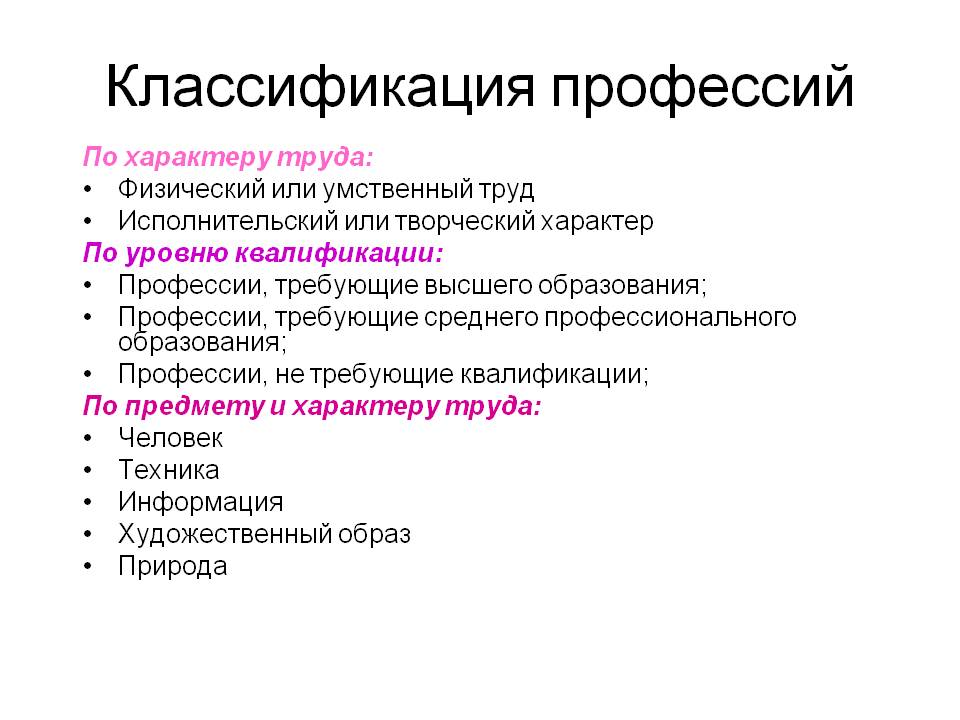 Классификация профессий
По характеру труда:
• Физический или умственный труд
• Исполнительский или творческий характер
По уровню квалификации:
• Профессии, требующие высшего образования;
• Профессии, требующие среднего профессионального
образования;
• Профессии, не требующие квалификации;
По предмету и характеру труда:
• Человек
• Техника
• Информация
• Художественный образ
• Природа